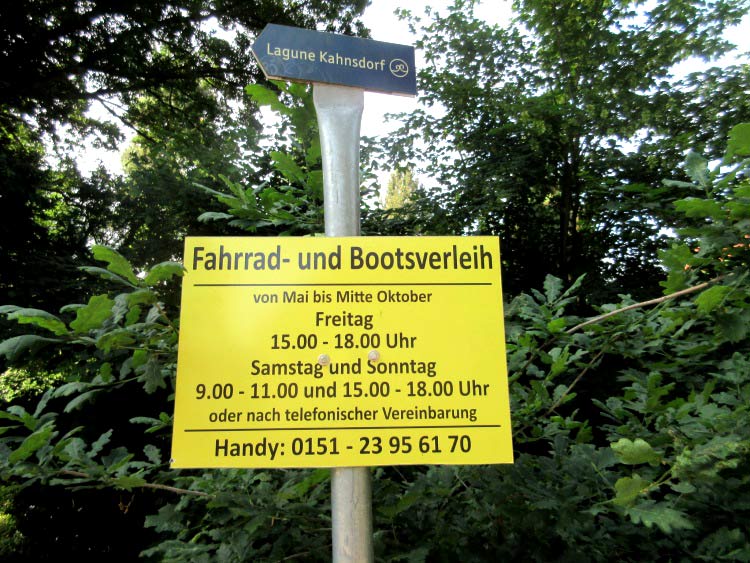 Lagune Kahnsdorf
Fahrrad- und Bootsverleih
von Mai bis Mitte Oktober
Freitag
15.00 - 18.00 Uhr
Samstag und Sonntag
9.00 - 11.00 und 15.00 - 18.00 Uhr
oder nach telefonischer Vereinbarung
Handy: 0151 - 23 95 61 70